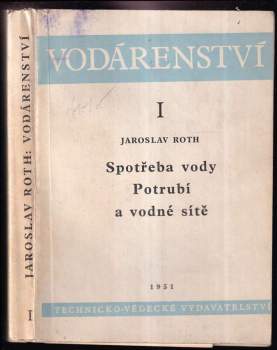 VODÁRENSTVÍ
I
JAROSLAV ROTH
Spotřeba vody
Potrubí
a vodné sítě
1951
TECHNICKO-VĚDECKÉ VYDAVATELSTVÍ
JAROSLAV ROTH: VODÁRENSTVÍ
I